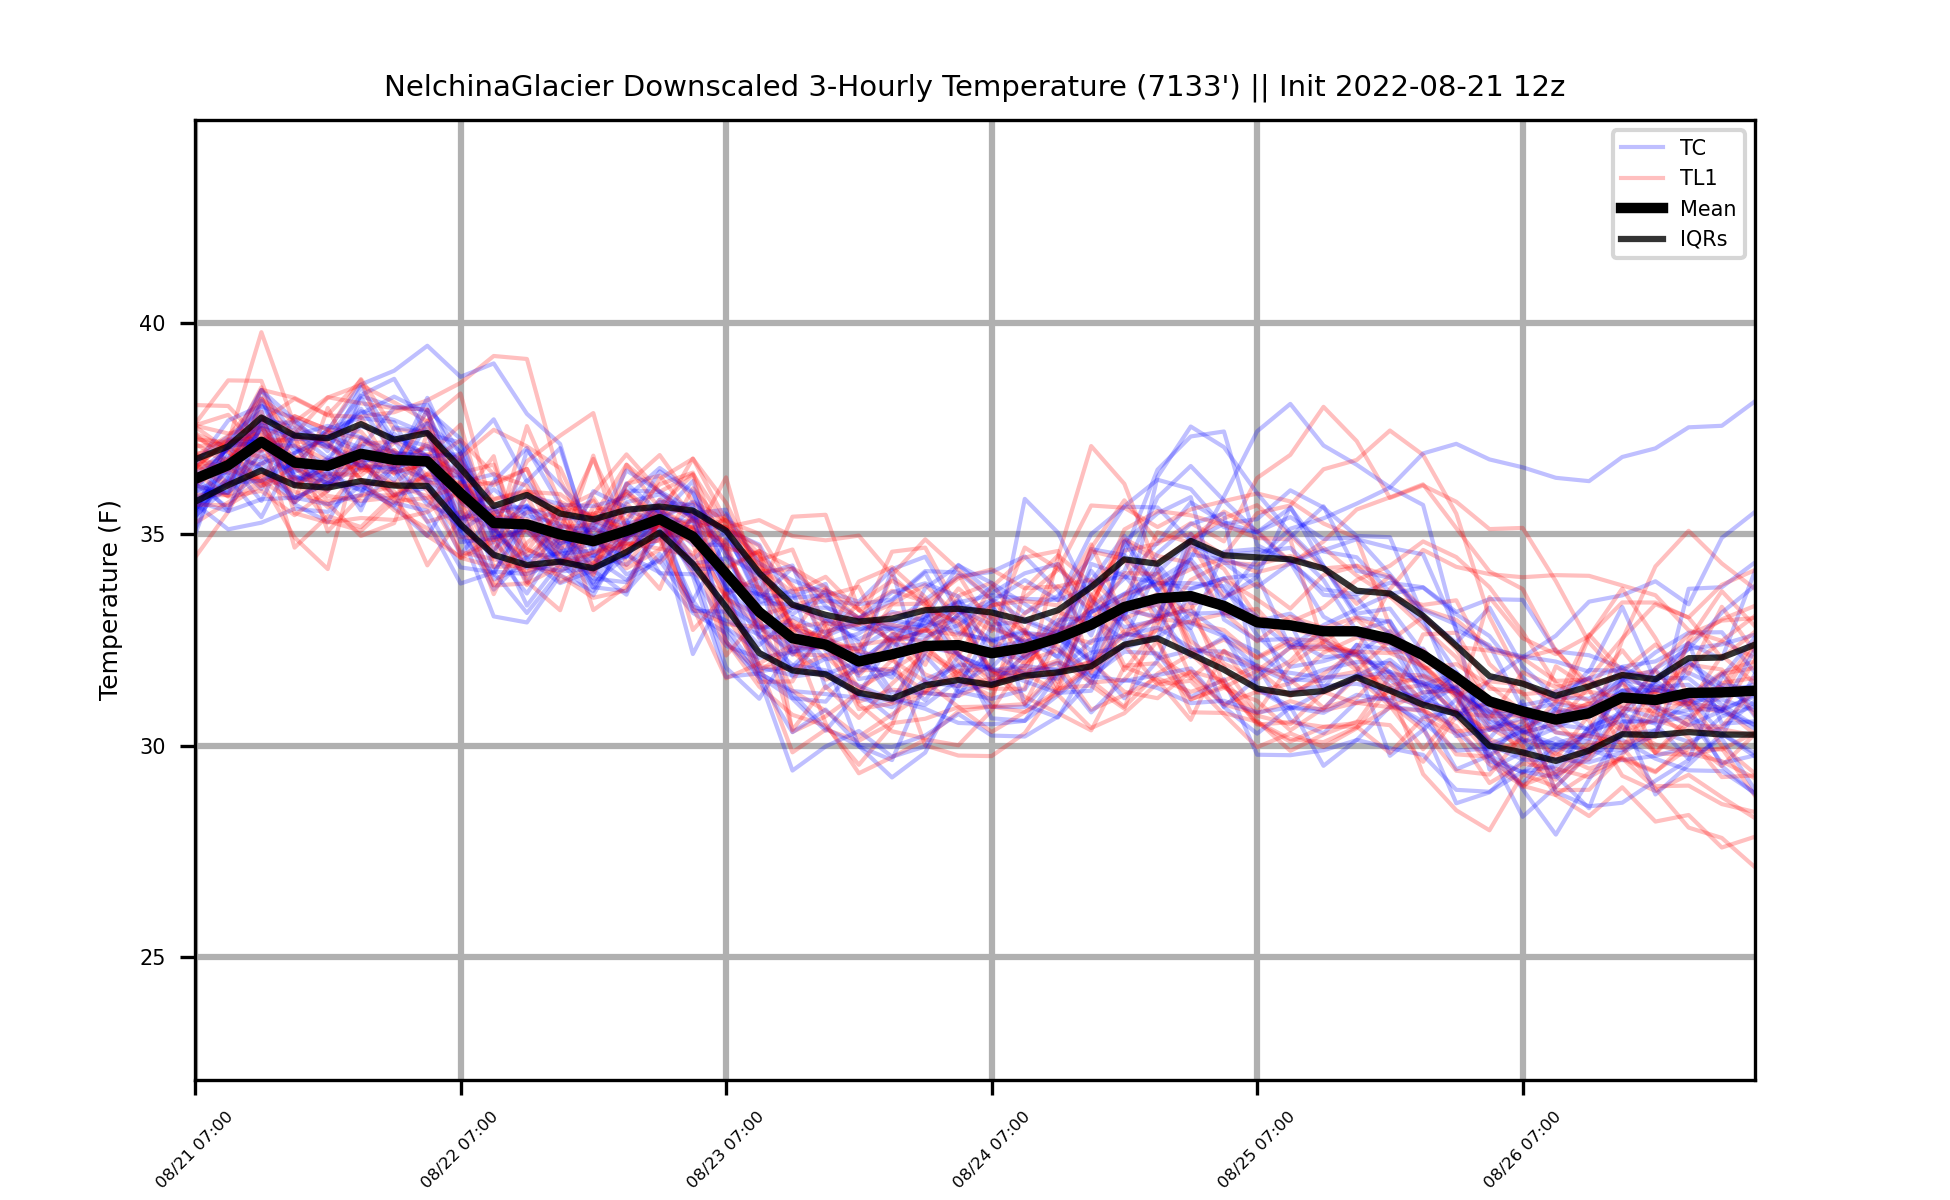 NelchinaGlacier Downscaled 3-Hourly Temperature (7133') || Init 2022-08-21 12z
TC
TL1
Mean
IQRs
Temperature (F)
40
35
30
25
08/21 07:00
08/22 07:00
08/23 07:00
08/24 07:00
08/25 07:00
08/26 07:00